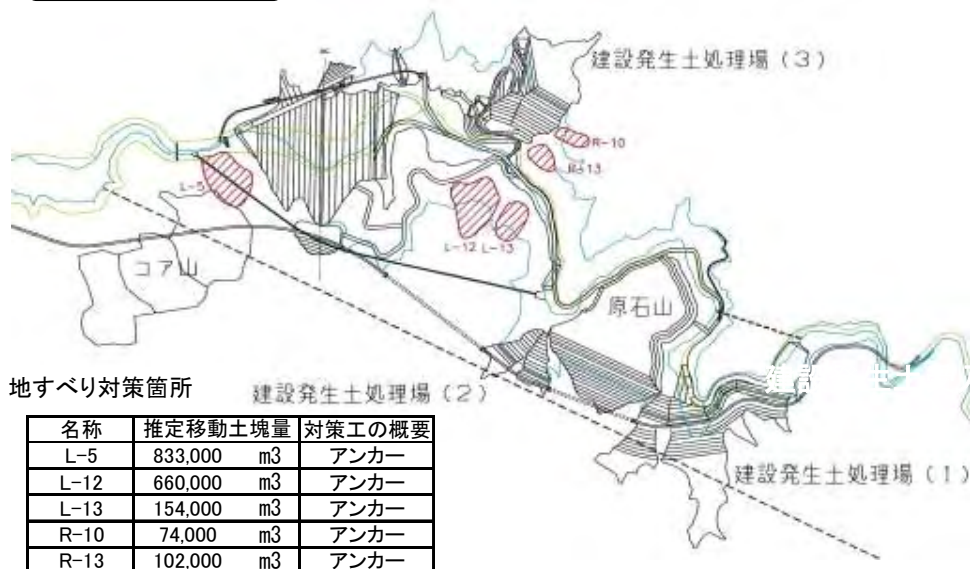 建設発生土処理場（3）
R-10
R-13
L-5
L-12 L-13
コア山
原石山
地すべり対策箇所
建設発生土処理場（2）
建設発生土処理場（1）
名称 推定移動土塊量 対策工の概要
L-5 833,000 m3 アンカー
L-12 660,000 m3 アンカー
L-13 154,000 m3 アンカー
R-10 74,000 m3 アンカー
R-13 102,000 m3 アンカー